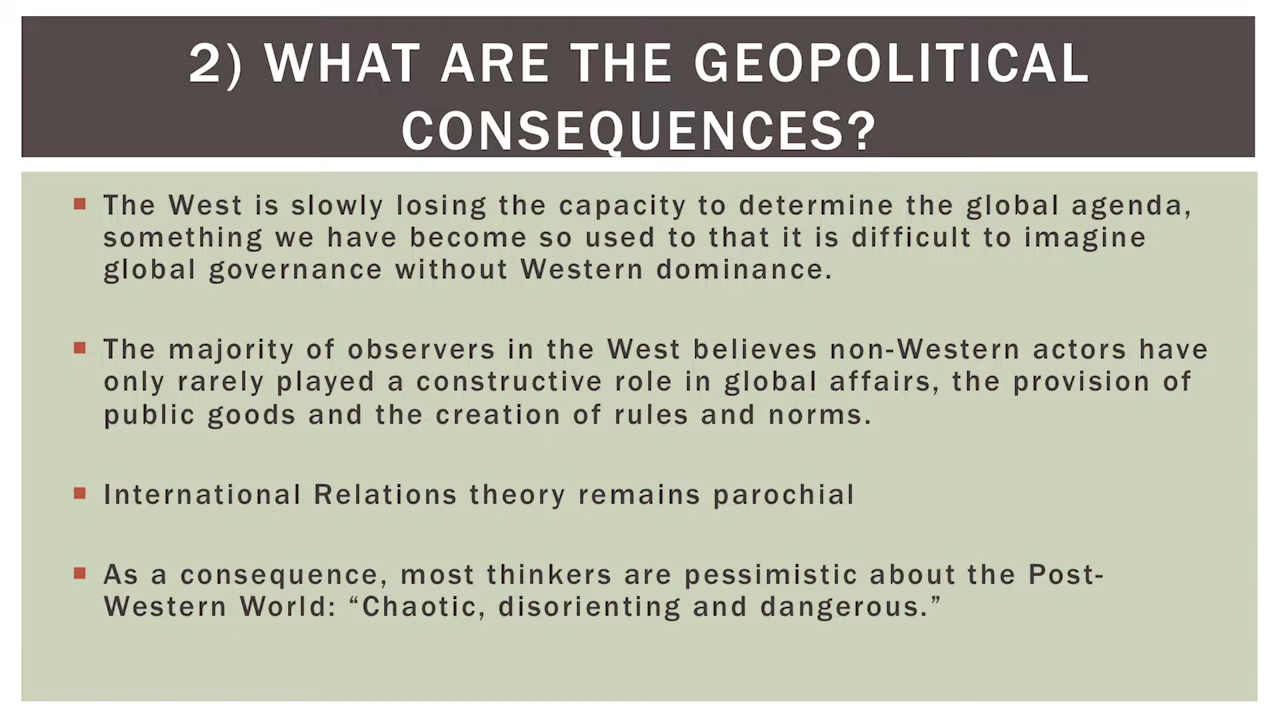 2) WHAT ARE THE GEOPOLITICAL
CONSEQUENCES?
The West is slowly losing the capacity to determine the global agenda,
something we have become so used to that it is difficult to imagine
global governance without Western dominance.
The majority of observers in the West believes non-Western actors have
only rarely played a constructive role in global affairs, the provision of
public goods and the creation of rules and norms.
International Relations theory remains parochial
As a consequence, most thinkers are pessimistic about the Post-
Western World: “Chaotic, disorienting and dangerous.”